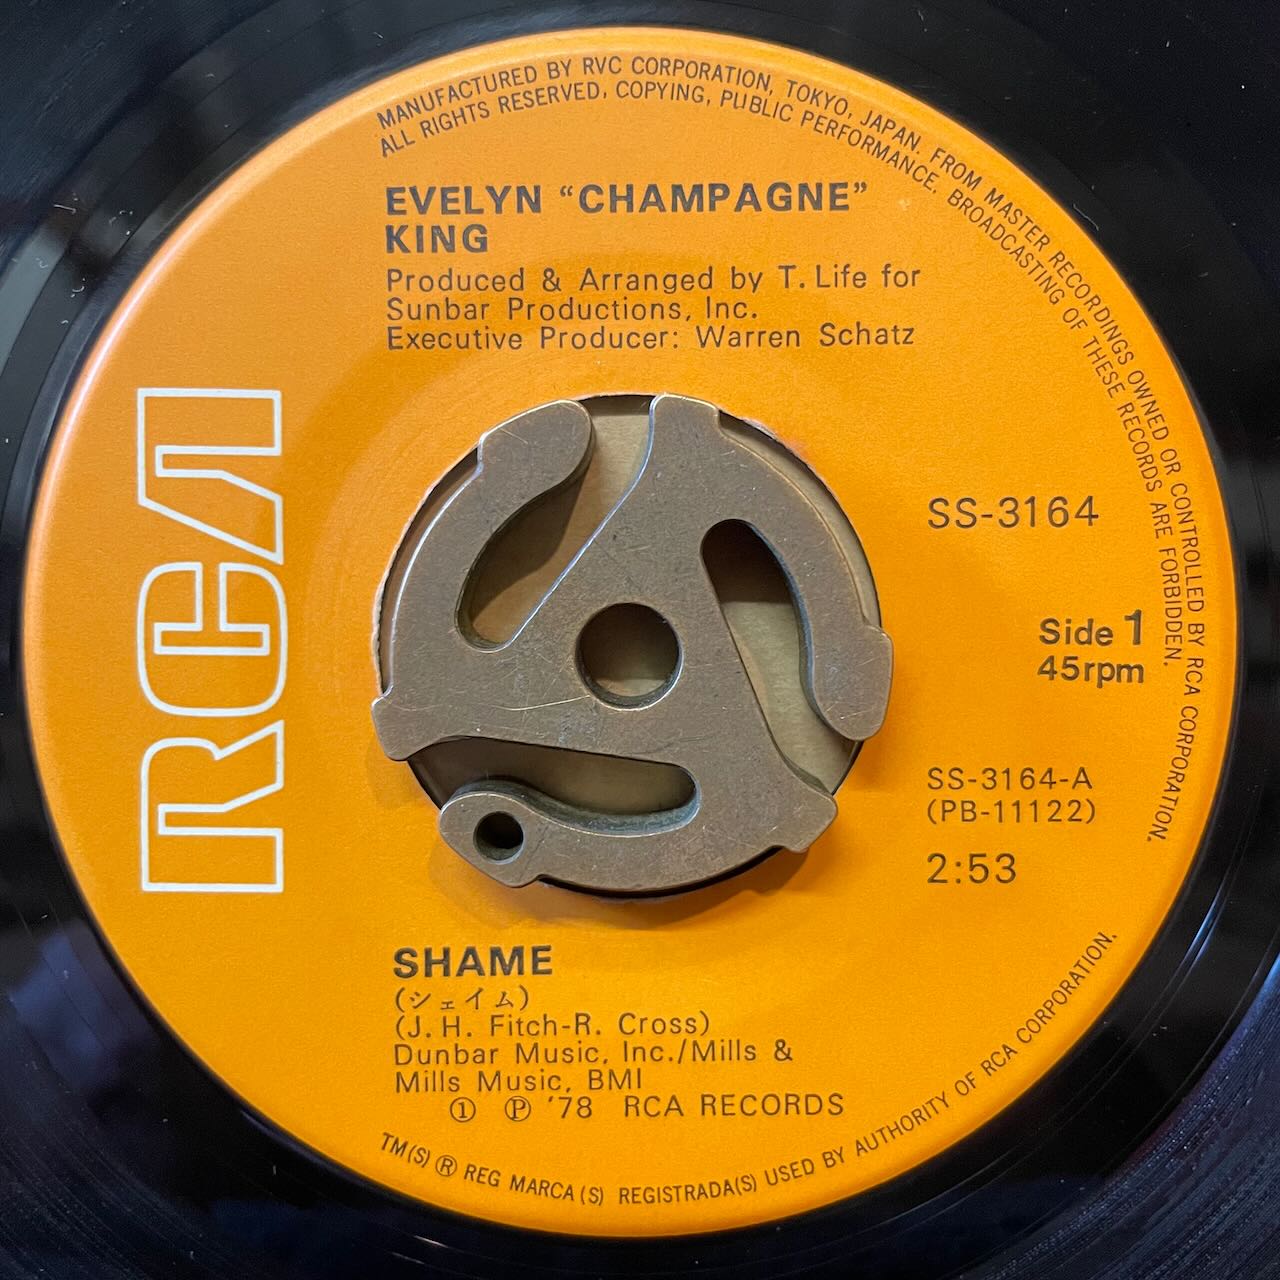 MANUFACTURED BY RVC CORPORATION, TOKYO, JAPAN. FROM MASTER RECORDINGS OWNED OR CONTROLLED BY RCA CORPORATION.
ALL RIGHTS RESERVED, COPYING, PUBLIC PERFORMANCE, BROADCASTING OF THESE RECORDS ARE FORBIDDEN.
EVELYN “CHAMPAGNE”
KING
Produced & Arranged by T. Life for
Sunbar Productions, Inc.
Executive Producer: Warren Schatz
RCA
SS-3164
Side 1
45rpm
SS-3164-A
(PB-11122)
2:53
SHAME
(シェイム)
(J. H. Fitch-R. Cross)
Dunbar Music, Inc./Mills &
Mills Music, BMI
① Ⓟ '78 RCA RECORDS
TM(S) ® REG MARCA(S) REGISTRADA(S) USED BY AUTHORITY OF RCA CORPORATION.